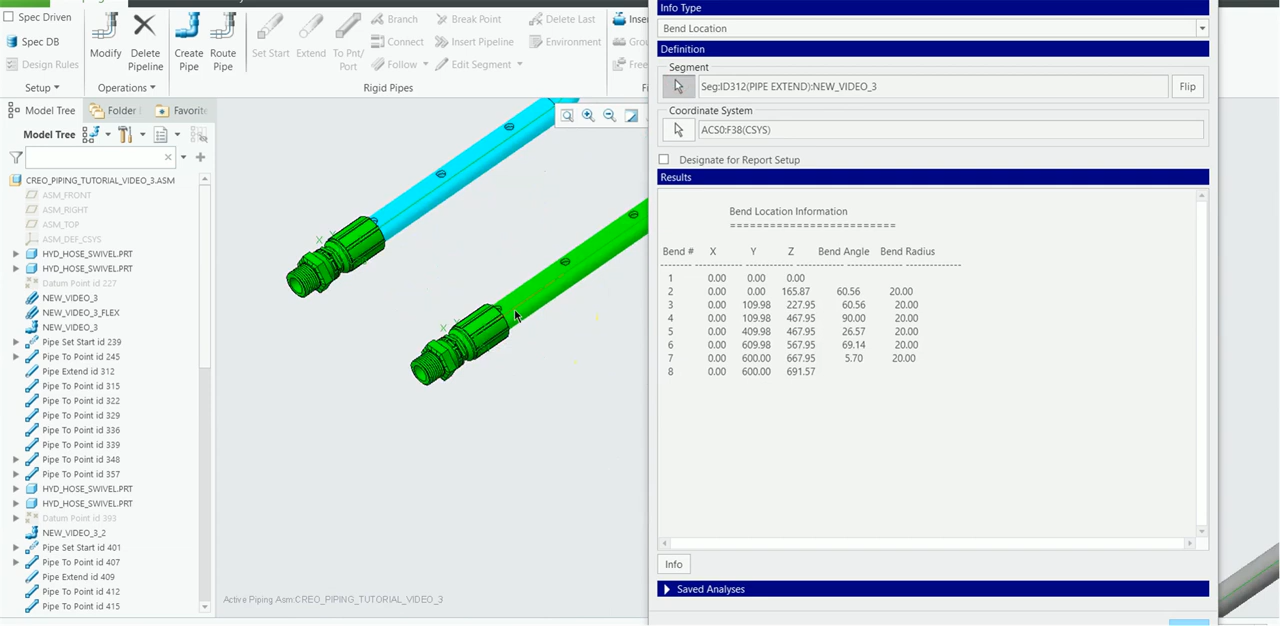 Spec Driven
Spec DB
Design Rules
Setup
Modify
Delete Pipeline
Operations
Create Pipe
Route Pipe
Set Start
Extend
To Pnt/ Port
Branch
Connect
Follow
Break Point
Insert Pipeline
Edit Segment
Delete Last
Environment
Rigid Pipes
Model Tree
Folder
Favorite
Model Tree
CREO_PIPING_TUTORIAL_VIDEO_3.ASM
ASM_FRONT
ASM_RIGHT
ASM_TOP
ASM_DEF_CSYS
HYD_HOSE_SWIVEL.PRT
HYD_HOSE_SWIVEL.PRT
Datum Point id 227
NEW_VIDEO_3
NEW_VIDEO_3_FLEX
NEW_VIDEO_3
Pipe Set Start id 239
Pipe To Point id 245
Pipe Extend id 312
Pipe To Point id 315
Pipe To Point id 322
Pipe To Point id 329
Pipe To Point id 336
Pipe To Point id 339
Pipe To Point id 348
Pipe To Point id 357
HYD_HOSE_SWIVEL.PRT
HYD_HOSE_SWIVEL.PRT
Datum Point id 393
NEW_VIDEO_3_2
Pipe Set Start id 401
Pipe To Point id 407
Pipe Extend id 409
Pipe To Point id 412
Pipe To Point id 415
Active Piping Asm:CREO_PIPING_TUTORIAL_VIDEO_3
Info Type
Bend Location
Definition
Segment
Seg:ID312(PIPE EXTEND):NEW_VIDEO_3
Flip
Coordinate System
ACS0:F38(CSYS)
Designate for Report Setup
Results
Bend Location Information
=========================
Bend # X Y Z Bend Angle Bend Radius
1 0.00 0.00 0.00
2 0.00 0.00 165.87 60.56 20.00
3 0.00 109.98 227.95 60.56 20.00
4 0.00 109.98 467.95 90.00 20.00
5 0.00 409.98 467.95 26.57 20.00
6 0.00 609.98 567.95 69.14 20.00
7 0.00 600.00 667.95 5.70 20.00
8 0.00 600.00 691.57
Info
Saved Analyses